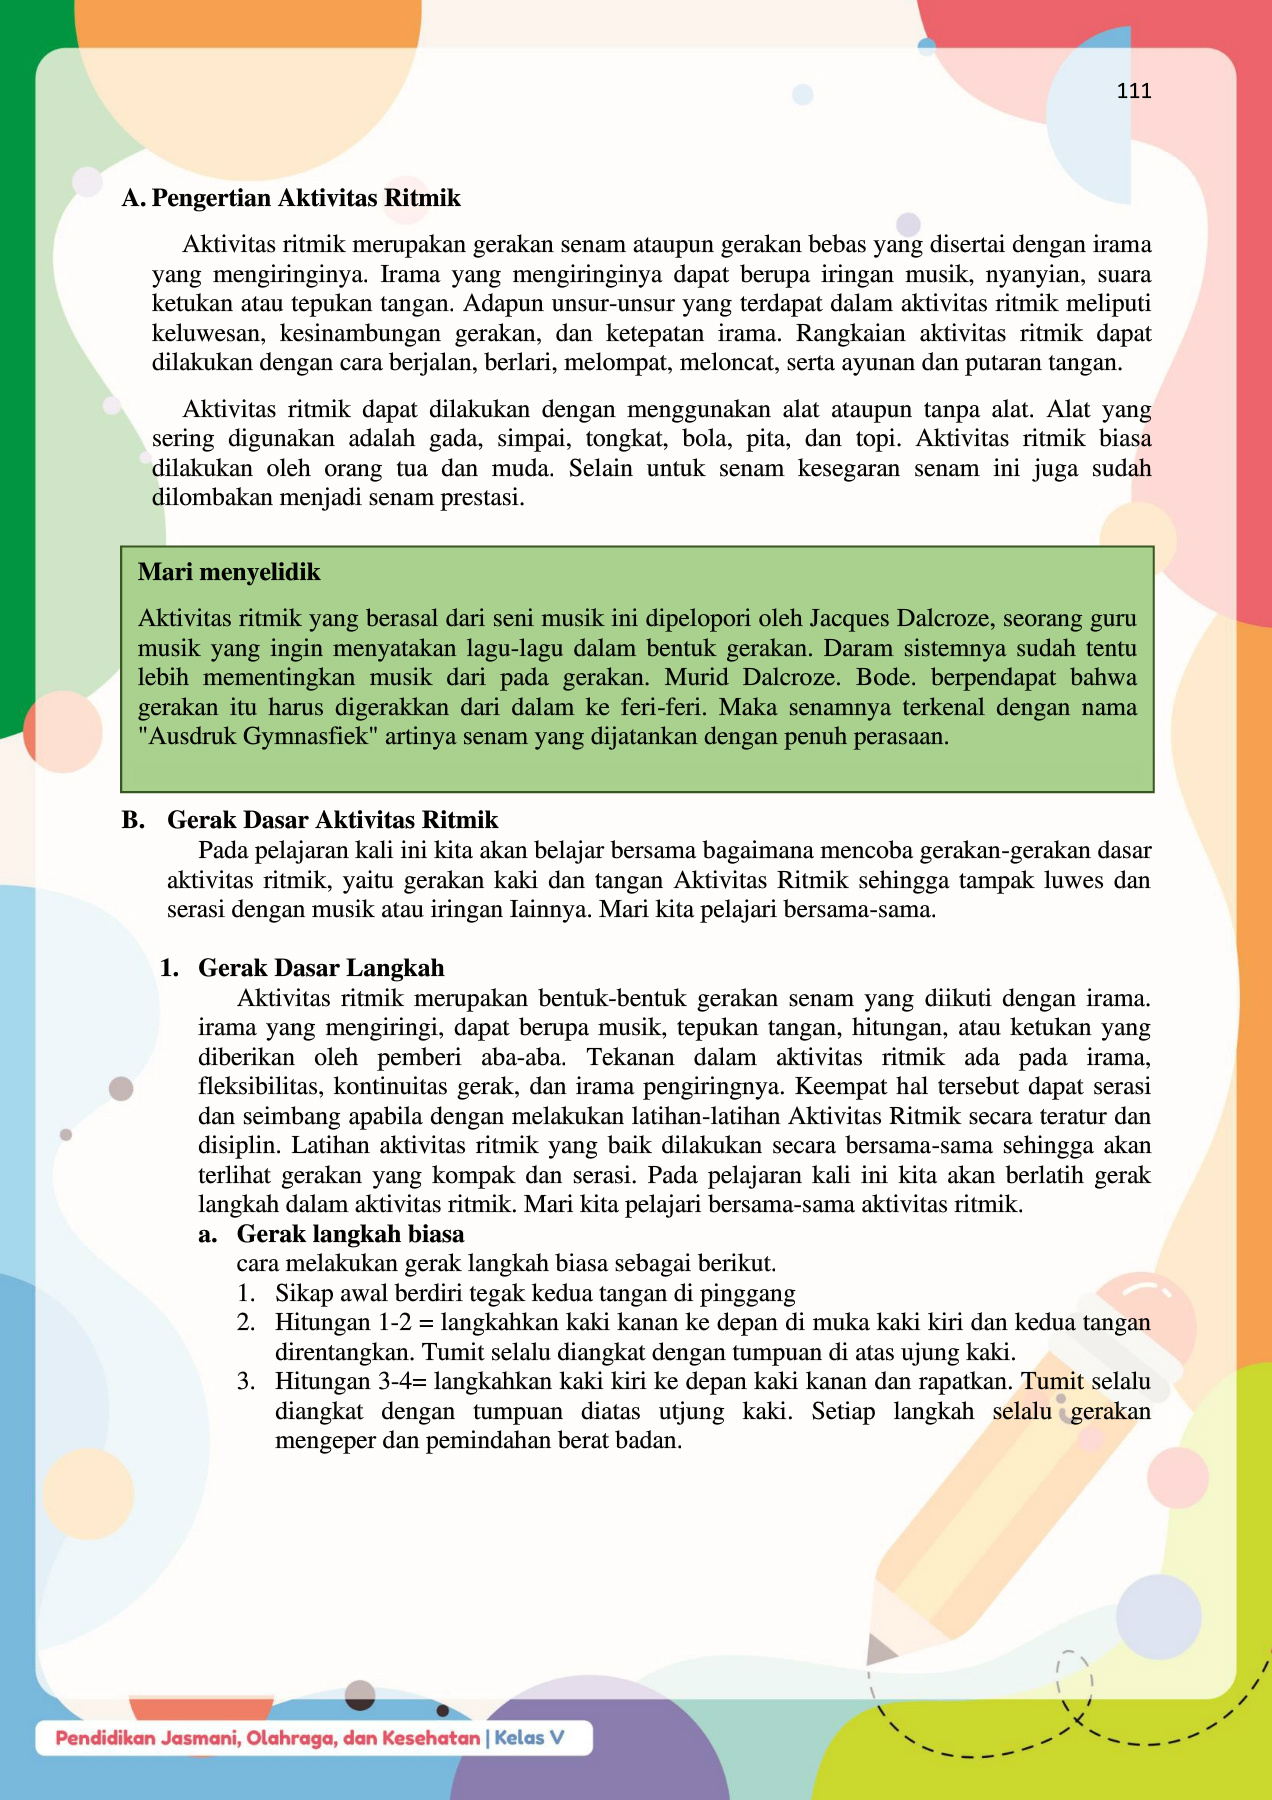 111
A. Pengertian Aktivitas Ritmik
Aktivitas ritmik merupakan gerakan senam ataupun gerakan bebas yang disertai dengan irama
yang mengiringinya. Irama yang mengiringinya dapat berupa iringan musik, nyanyian, suara
ketukan atau tepukan tangan. Adapun unsur-unsur yang terdapat dalam aktivitas ritmik meliputi
keluwesan, kesinambungan gerakan, dan ketepatan irama. Rangkaian aktivitas ritmik dapat
dilakukan dengan cara berjalan, berlari, melompat, meloncat, serta ayunan dan putaran tangan.
Aktivitas ritmik dapat dilakukan dengan menggunakan alat ataupun tanpa alat. Alat yang
sering digunakan adalah gada, simpai, tongkat, bola, pita, dan topi. Aktivitas ritmik biasa
dilakukan oleh orang tua dan muda. Selain untuk senam kesegaran senam ini juga sudah
dilombakan menjadi senam prestasi.
Mari menyelidik
Aktivitas ritmik yang berasal dari seni musik ini dipelopori oleh Jacques Dalcroze, seorang guru
musik yang ingin menyatakan lagu-lagu dalam bentuk gerakan. Daram sistemnya sudah tentu
lebih mementingkan musik dari pada gerakan. Murid Dalcroze. Bode. berpendapat bahwa
gerakan itu harus digerakkan dari dalam ke feri-feri. Maka senamnya terkenal dengan nama
"Ausdruk Gymnasfiek" artinya senam yang dijatankan dengan penuh perasaan.
B. Gerak Dasar Aktivitas Ritmik
Pada pelajaran kali ini kita akan belajar bersama bagaimana mencoba gerakan-gerakan dasar
aktivitas ritmik, yaitu gerakan kaki dan tangan Aktivitas Ritmik sehingga tampak luwes dan
serasi dengan musik atau iringan Iainnya. Mari kita pelajari bersama-sama.
1. Gerak Dasar Langkah
Aktivitas ritmik merupakan bentuk-bentuk gerakan senam yang diikuti dengan irama.
irama yang mengiringi, dapat berupa musik, tepukan tangan, hitungan, atau ketukan yang
diberikan oleh pemberi aba-aba. Tekanan dalam aktivitas ritmik ada pada irama,
fleksibilitas, kontinuitas gerak, dan irama pengiringnya. Keempat hal tersebut dapat serasi
dan seimbang apabila dengan melakukan latihan-latihan Aktivitas Ritmik secara teratur dan
disiplin. Latihan aktivitas ritmik yang baik dilakukan secara bersama-sama sehingga akan
terlihat gerakan yang kompak dan serasi. Pada pelajaran kali ini kita akan berlatih gerak
langkah dalam aktivitas ritmik. Mari kita pelajari bersama-sama aktivitas ritmik.
a. Gerak langkah biasa
cara melakukan gerak langkah biasa sebagai berikut.
1. Sikap awal berdiri tegak kedua tangan di pinggang
2. Hitungan 1-2 = langkahkan kaki kanan ke depan di muka kaki kiri dan kedua tangan
direntangkan. Tumit selalu diangkat dengan tumpuan di atas ujung kaki.
3. Hitungan 3-4= langkahkan kaki kiri ke depan kaki kanan dan rapatkan. Tumit selalu
diangkat dengan tumpuan diatas utjung kaki. Setiap langkah selalu gerakan
mengeper dan pemindahan berat badan.
Pendidikan Jasmani, Olahraga, dan Kesehatan | Kelas V